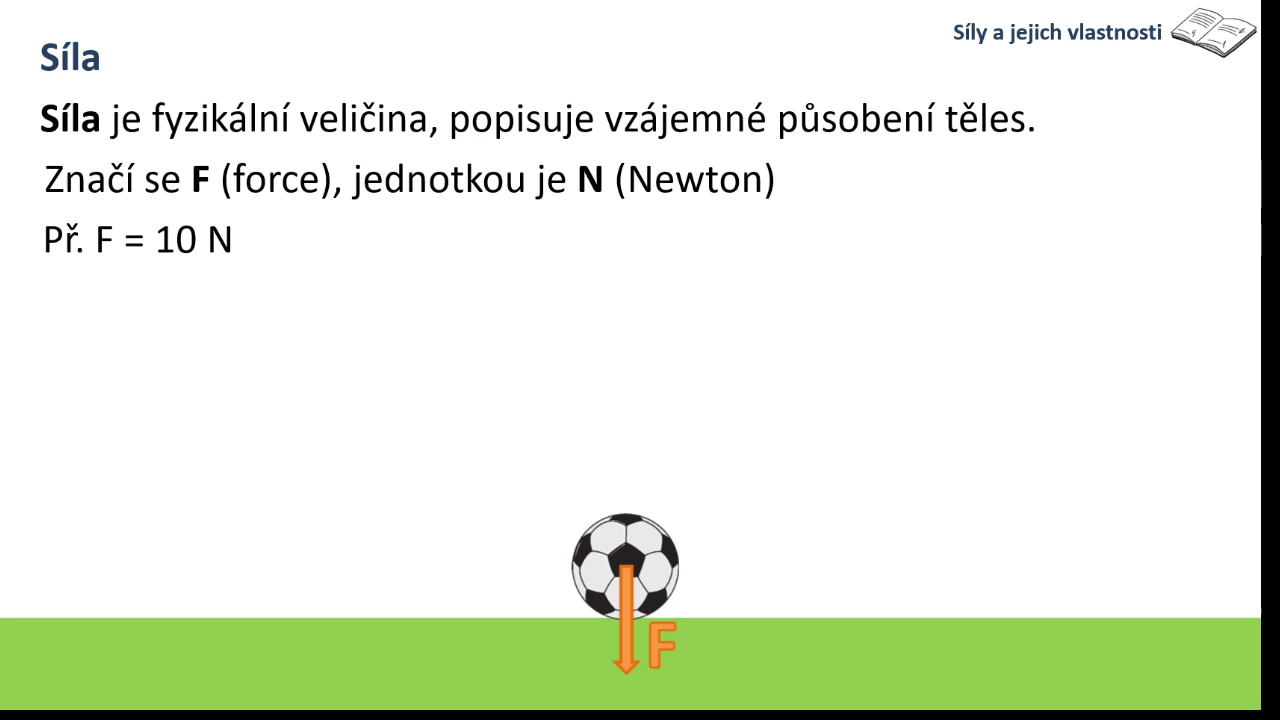 Síly a jejich vlastnosti
Síla
Síla je fyzikální veličina, popisuje vzájemné působení těles.
Značí se F (force), jednotkou je N (Newton)
Př. F = 10 N
F